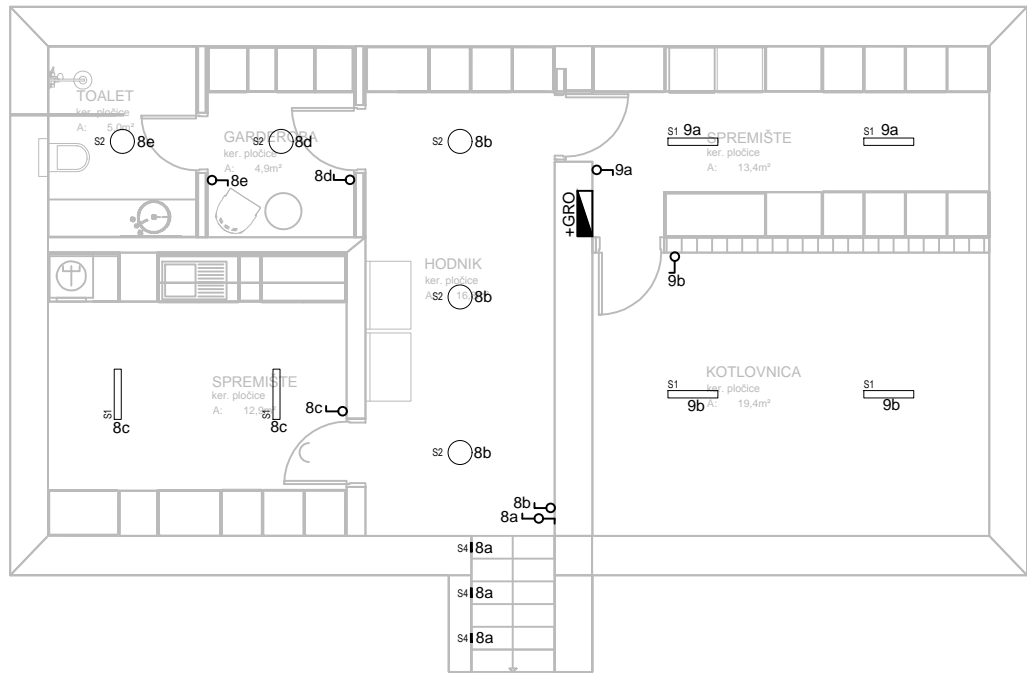 TOALET
ker. pločice
A: 5,0m²
S2 8e
GARDEROBA
ker. pločice
A: 4,9m²
S2 8d
8e
8d
S2 8b
SPREMIŠTE
ker. pločice
A: 13,4m²
S1 9a
S1 9a
9a
+GRO
9b
HODNIK
ker. pločice
S2 8b
SPREMIŠTE
ker. pločice
S1
8c
S1
8c
8c
KOTLOVNICA
ker. pločice
A: 19,4m²
S1
9b
S1
9b
S2 8b
8b
8a
S4 8a
S4 8a
S4 8a